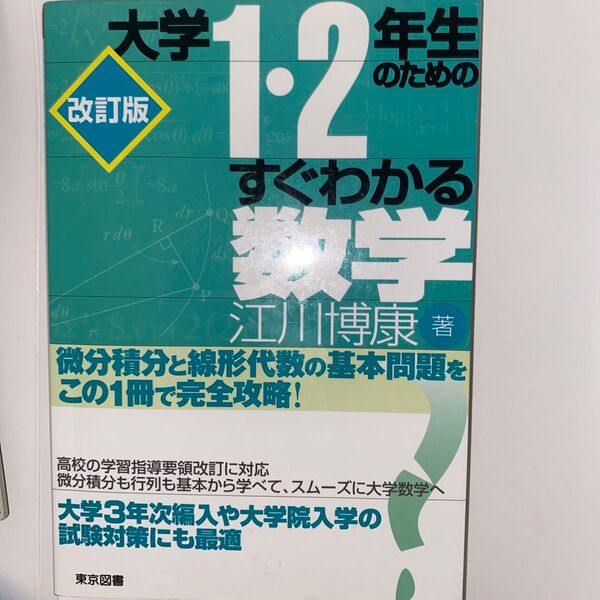 大学1・2年生
のための
改訂版
すぐわかる
数学
江川博康 著
dr
Q
R
rdθ
dθ
r
P
微分積分と線形代数の基本問題を
この1冊で完全攻略!
?
高校の学習指導要領改訂に対応
微分積分も行列も基本から学べて、スムーズに大学数学へ
大学3年次編入や大学院入学の
試験対策にも最適
東京図書